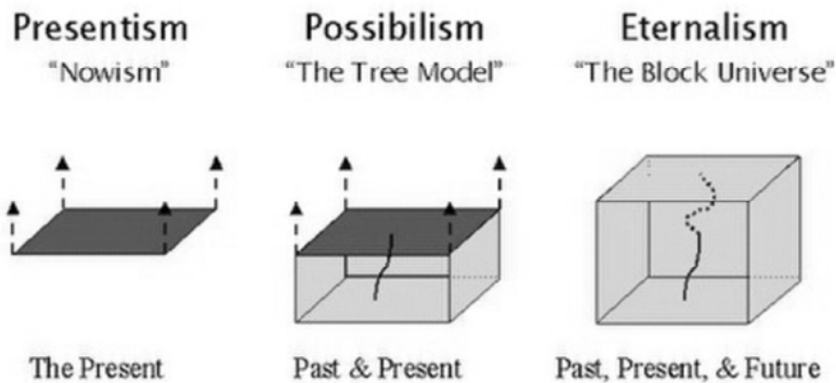 Presentism
"Nowism"
The Present
Possibilism
"The Tree Model"
Past & Present
Eternalism
"The Block Universe"
Past, Present, & Future